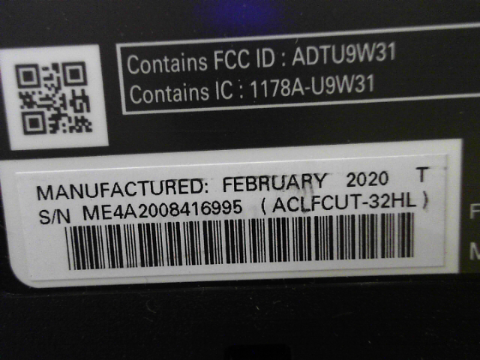 Contains FCC ID : ADTU9W31
Contains IC : 1178A-U9W31
MANUFACTURED: FEBRUARY 2020 T
S/N ME4A2008416995 (ACLFCUT-32HL)